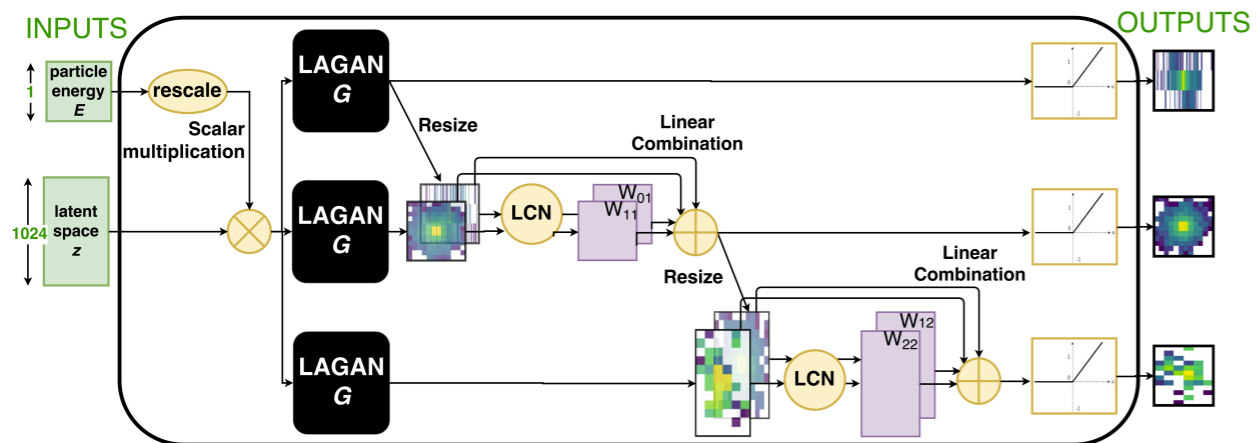 INPUTS
OUTPUTS
particle
energy
E
1
rescale
Scalar
multiplication
latent
space
z
1024
LAGAN
G
Resize
Linear
Combination
LAGAN
G
LCN
W01
W11
Resize
Linear
Combination
LAGAN
G
LCN
W12
W22